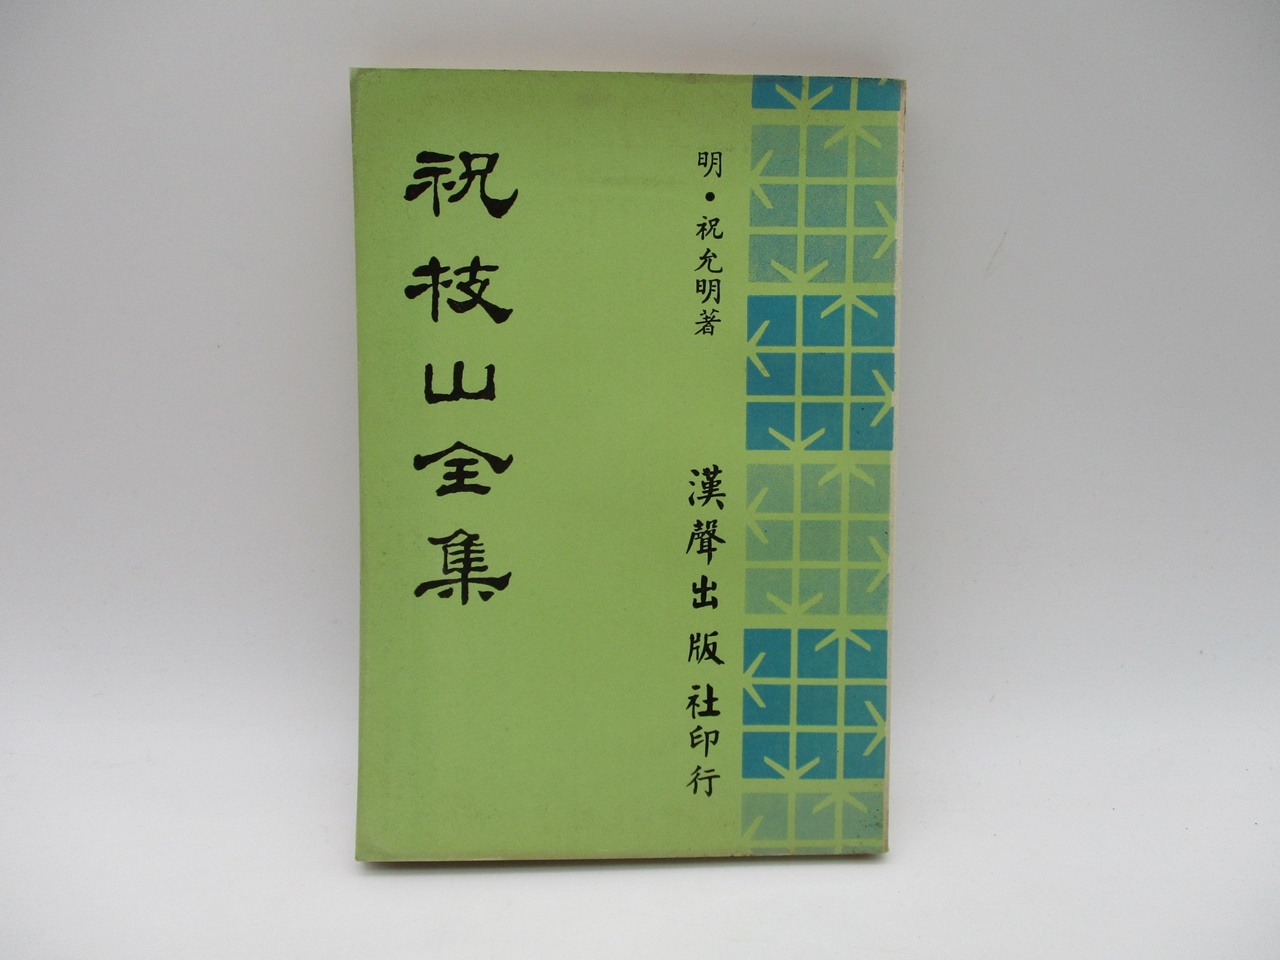 明・祝允明著
漢聲出版社印行
祝枝山全集